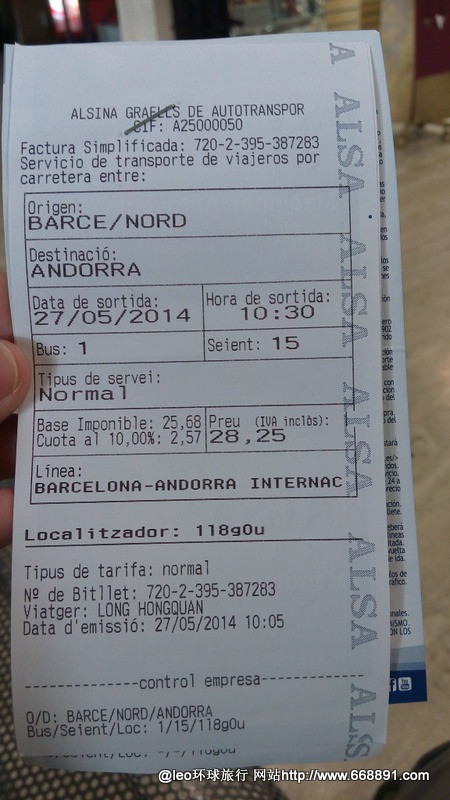 ALSINA GRAELLS DE AUTOTRANSPOR
CIF: A25000050
Factura Simplificada: 720-2-395-387283
Servicio de transporte de viajeros por
carretera entre:
Origen:
BARCE/NORD
Destinació:
ANDORRA
Data de sortida: Hora de sortida:
27/05/2014 10:30
Bus: 1 Seient: 15
Tipus de servei:
Normal
Base Imponible: 25,68 Preu (IVA inclòs):
Cuota al 10,00%: 2,57 28,25
Línea:
BARCELONA-ANDORRA INTERNAC
Localitzador: 118g0u
Tipus de tarifa: normal
Nº de Bitllet: 720-2-395-387283
Viatger: LONG HONGQUAN
Data d'emissió: 27/05/2014 10:05
--------------control empresa-------------
O/D: BARCE/NORD/ANDORRA
Bus/Seient/Loc: 1/15/118g0u
A ALSA ALSA ALSA ALSA ALSA
@leo环球旅行 网站http://www.668891.com